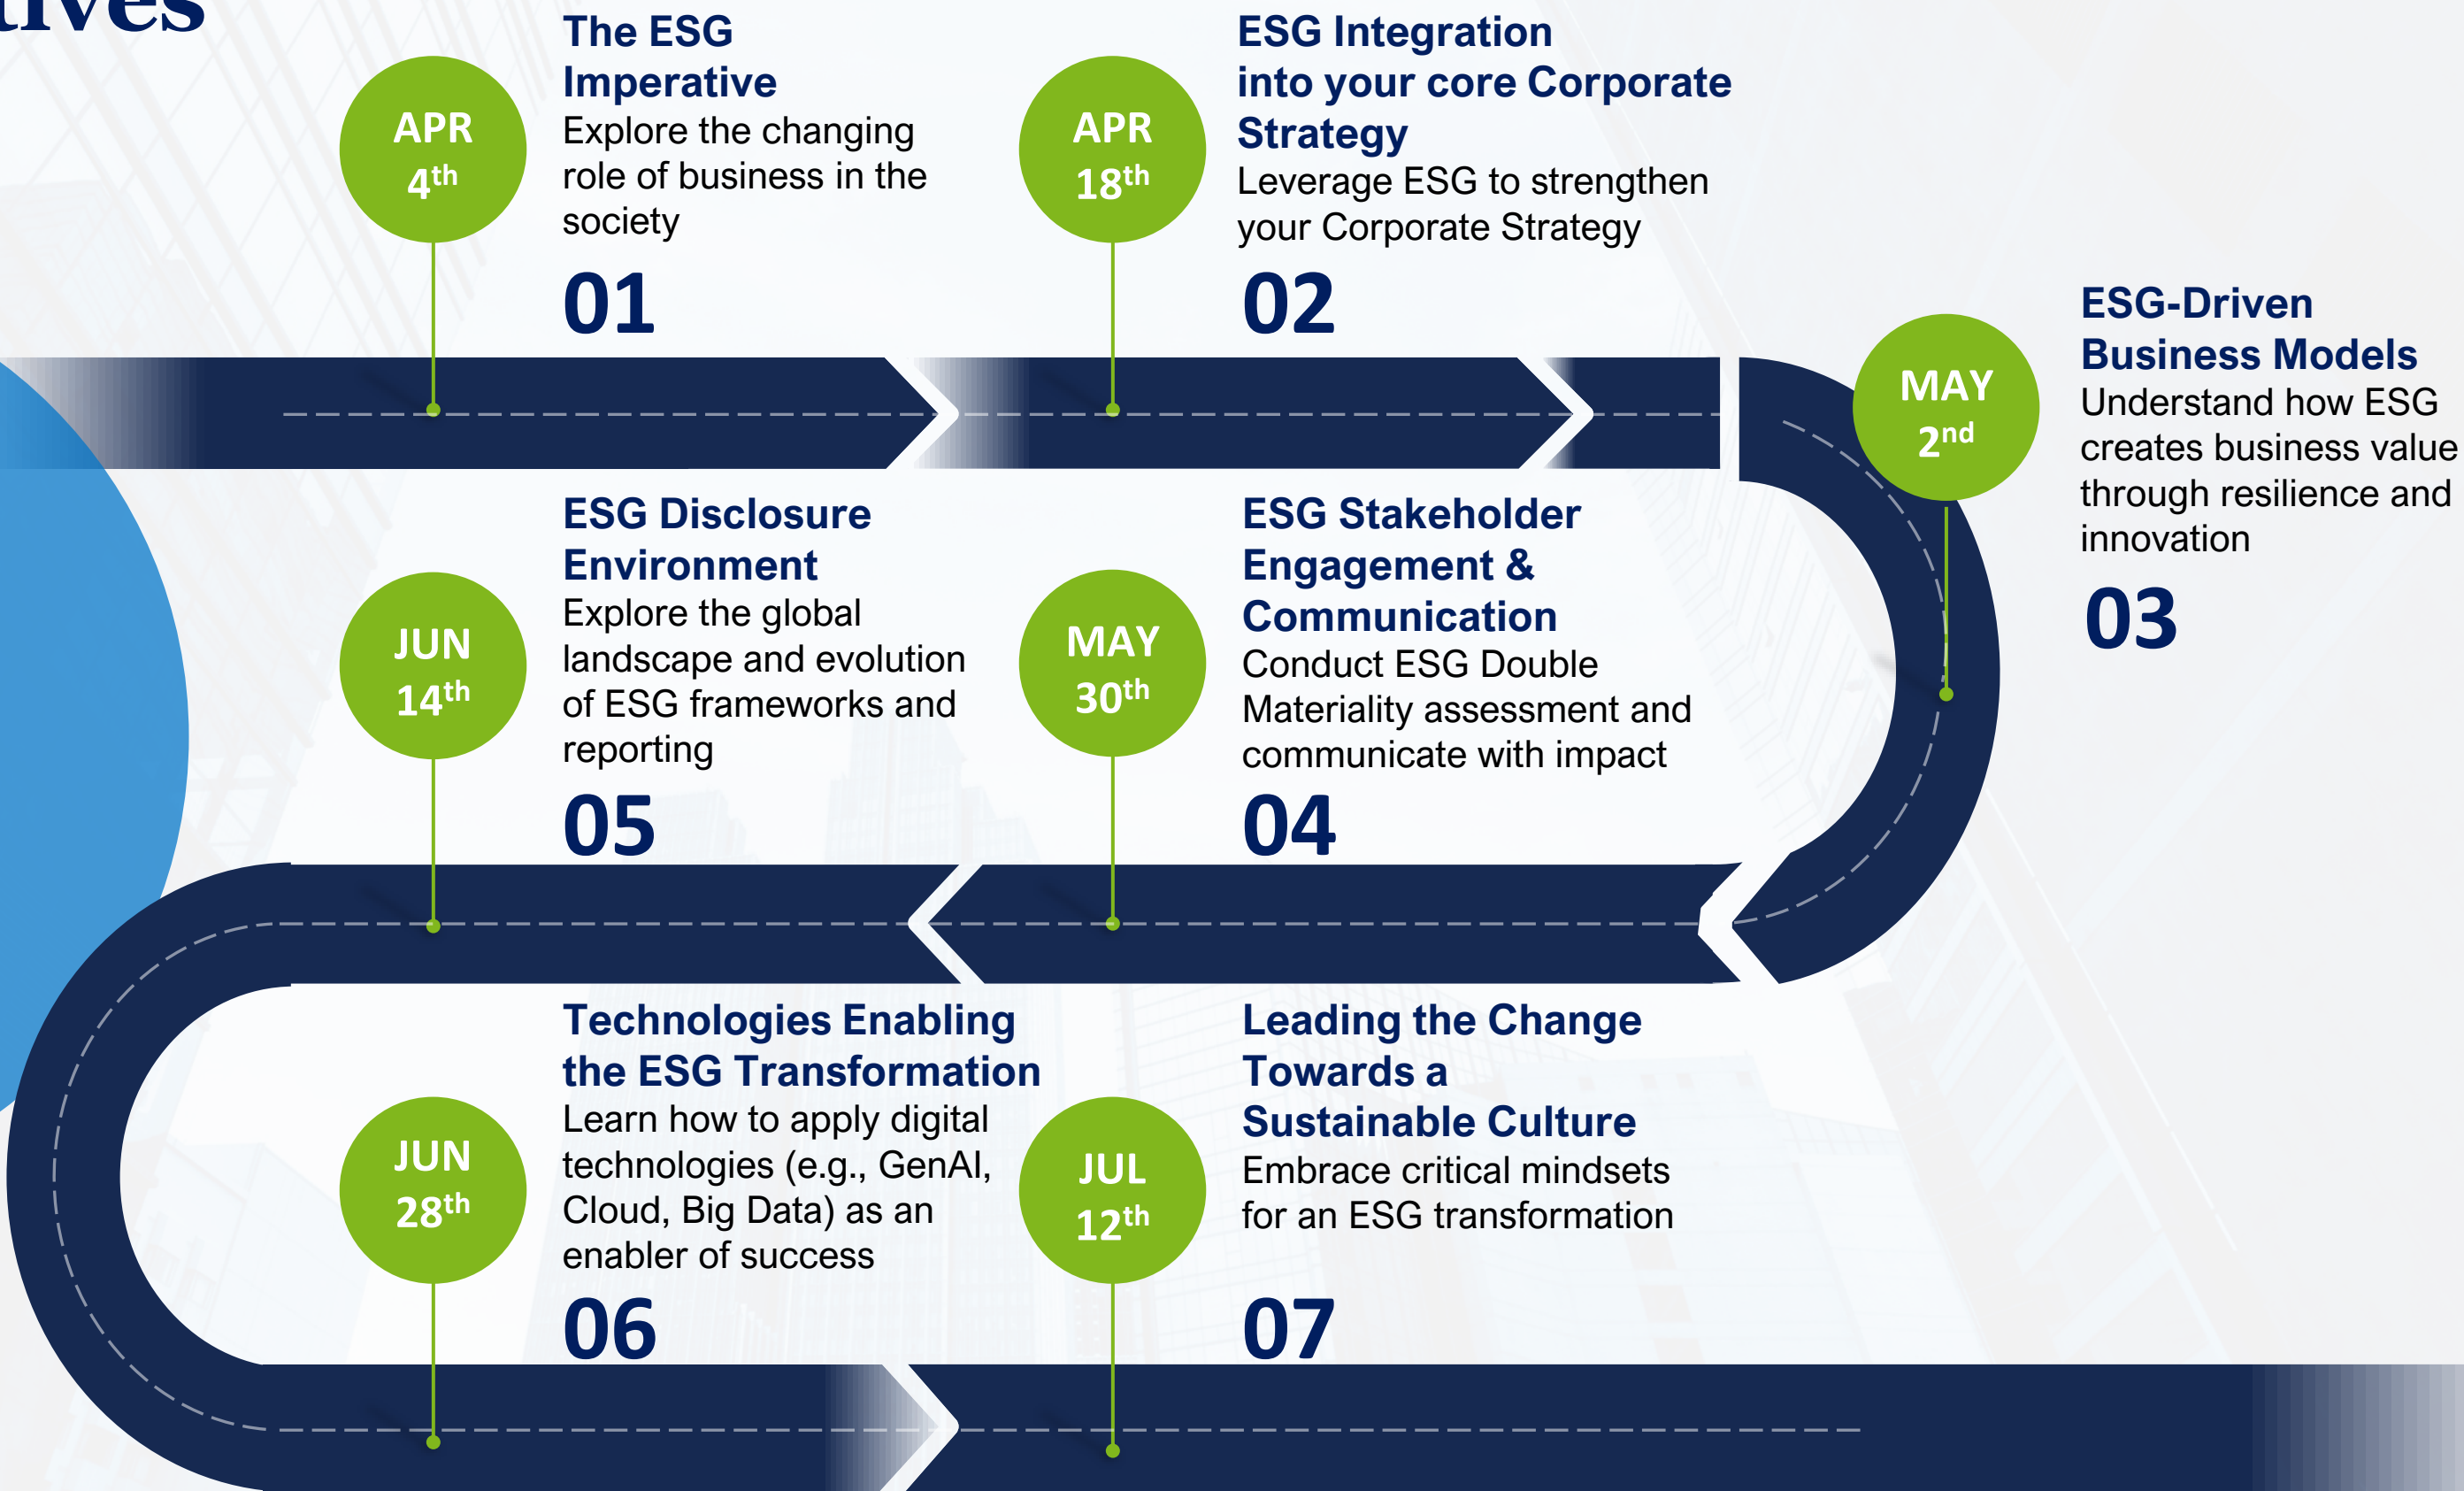 The ESG
Imperative
Explore the changing
role of business in the
society
APR
4th
01
ESG Integration
into your core Corporate
Strategy
Leverage ESG to strengthen
your Corporate Strategy
APR
18th
02
ESG-Driven
Business Models
Understand how ESG
creates business value
through resilience and
innovation
MAY
2nd
03
ESG Stakeholder
Engagement &
Communication
Conduct ESG Double
Materiality assessment and
communicate with impact
MAY
30th
04
ESG Disclosure
Environment
Explore the global
landscape and evolution
of ESG frameworks and
reporting
JUN
14th
05
Technologies Enabling
the ESG Transformation
Learn how to apply digital
technologies (e.g., GenAI,
Cloud, Big Data) as an
enabler of success
JUN
28th
06
Leading the Change
Towards a
Sustainable Culture
Embrace critical mindsets
for an ESG transformation
JUL
12th
07